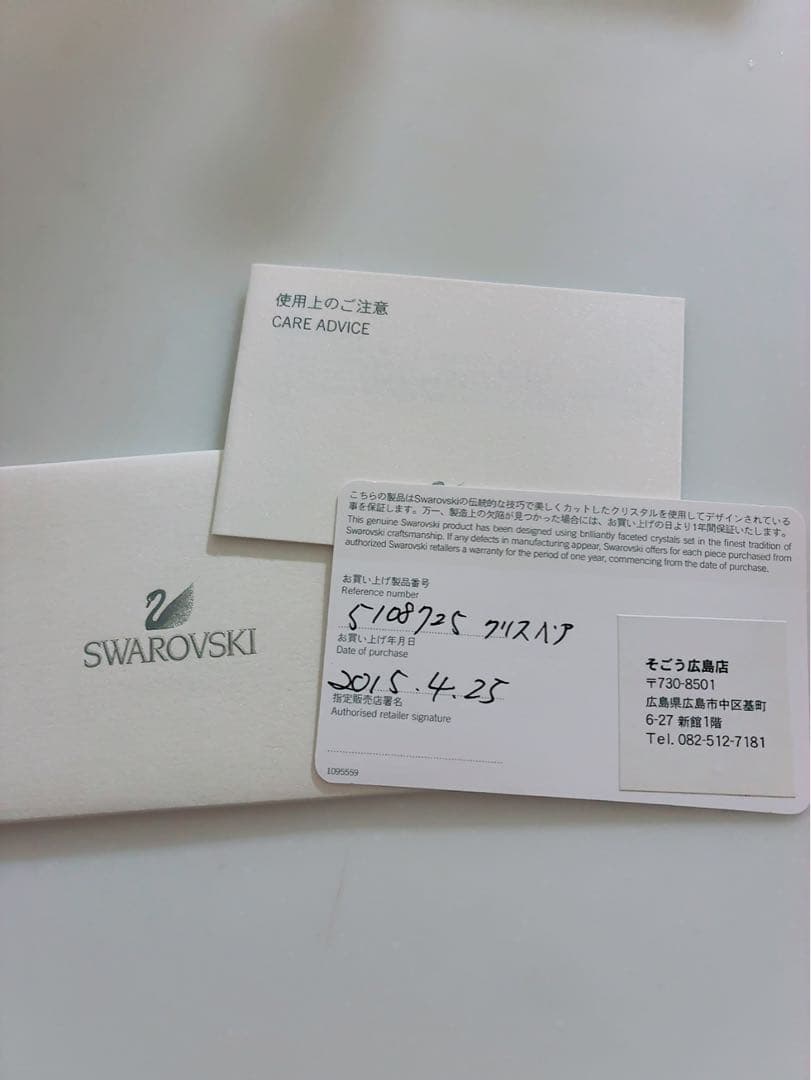 使用上のご注意
CARE ADVICE
SWAROVSKI
こちらの製品はSwarovskiの伝統的な技巧で美しくカットしたクリスタルを使用してデザインされている
事を保証します。万一、製造上の欠陥が見つかった場合には、お買い上げの日より1年間保証いたします。
This genuine Swarovski product has been designed using brilliantly faceted crystals set in the finest tradition of
Swarovski craftsmanship. If any defects in manufacturing appear, Swarovski offers for each piece purchased from
authorized Swarovski retailers a warranty for the period of one year, commencing from the date of purchase.
お買い上げ製品番号
Reference number
5108725 クリスベア
お買い上げ年月日
Date of purchase
2015.4.25
指定販売店署名
Authorised retailer signature
1095559
そごう広島店
〒730-8501
広島県広島市中区基町
6-27 新館1階
Tel. 082-512-7181